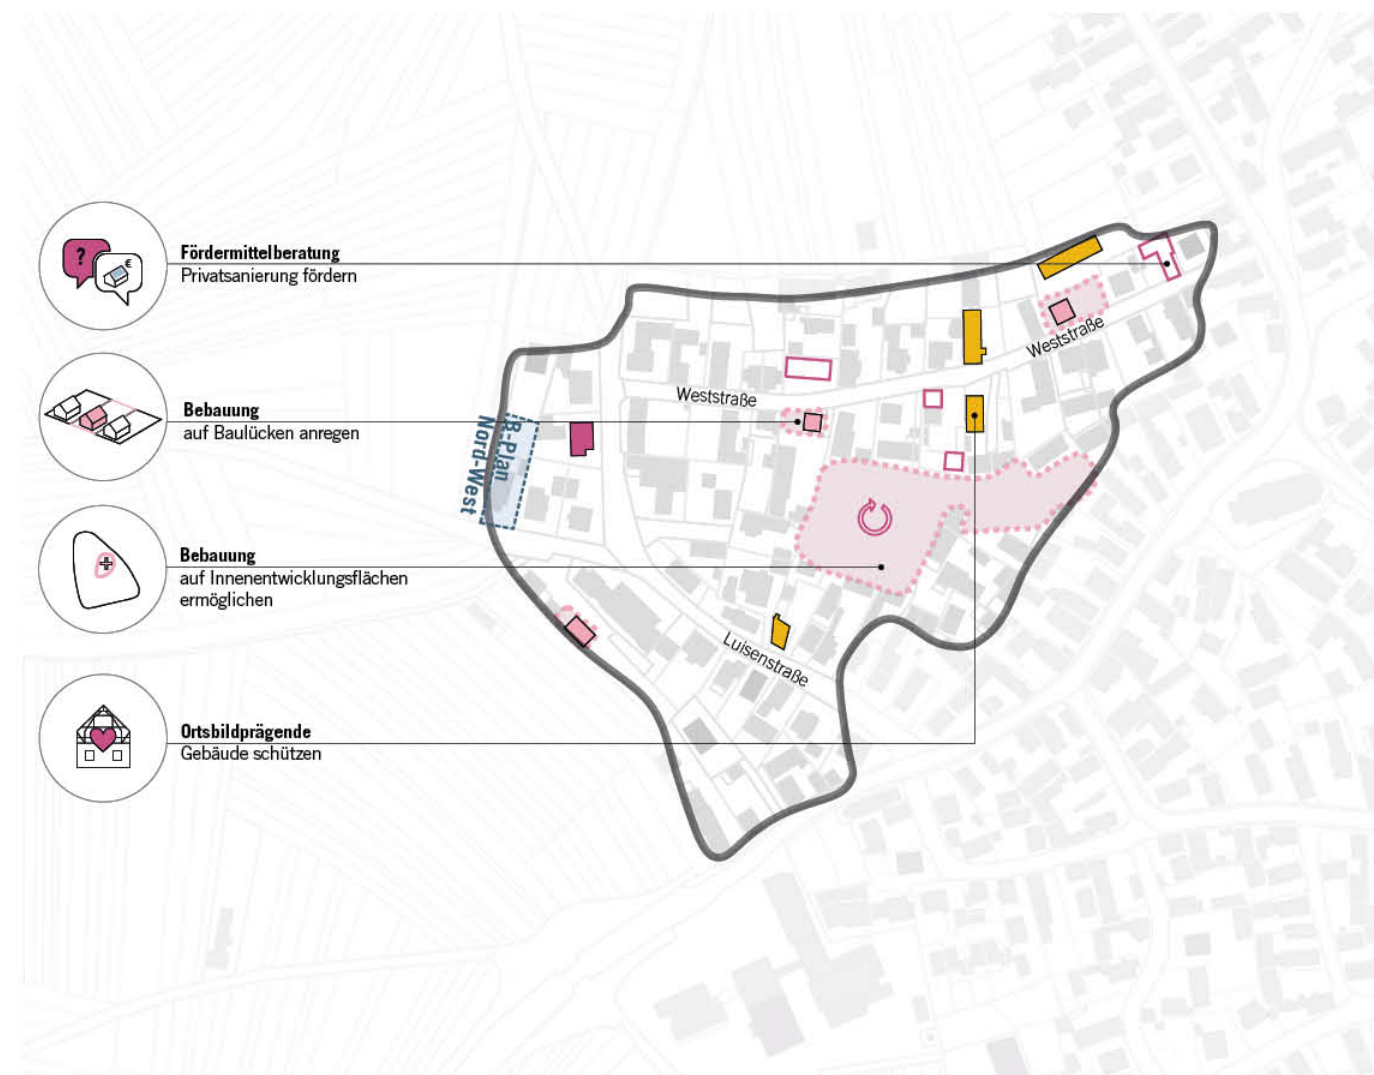 ?
€
Fördermittelberatung
Privatsanierung fördern
Weststraße
Weststraße
Bebauung
auf Baulücken anregen
B-Plan
Nord-West
Bebauung
auf Innenentwicklungsflächen
ermöglichen
Luisenstraße
Ortsbildprägende
Gebäude schützen